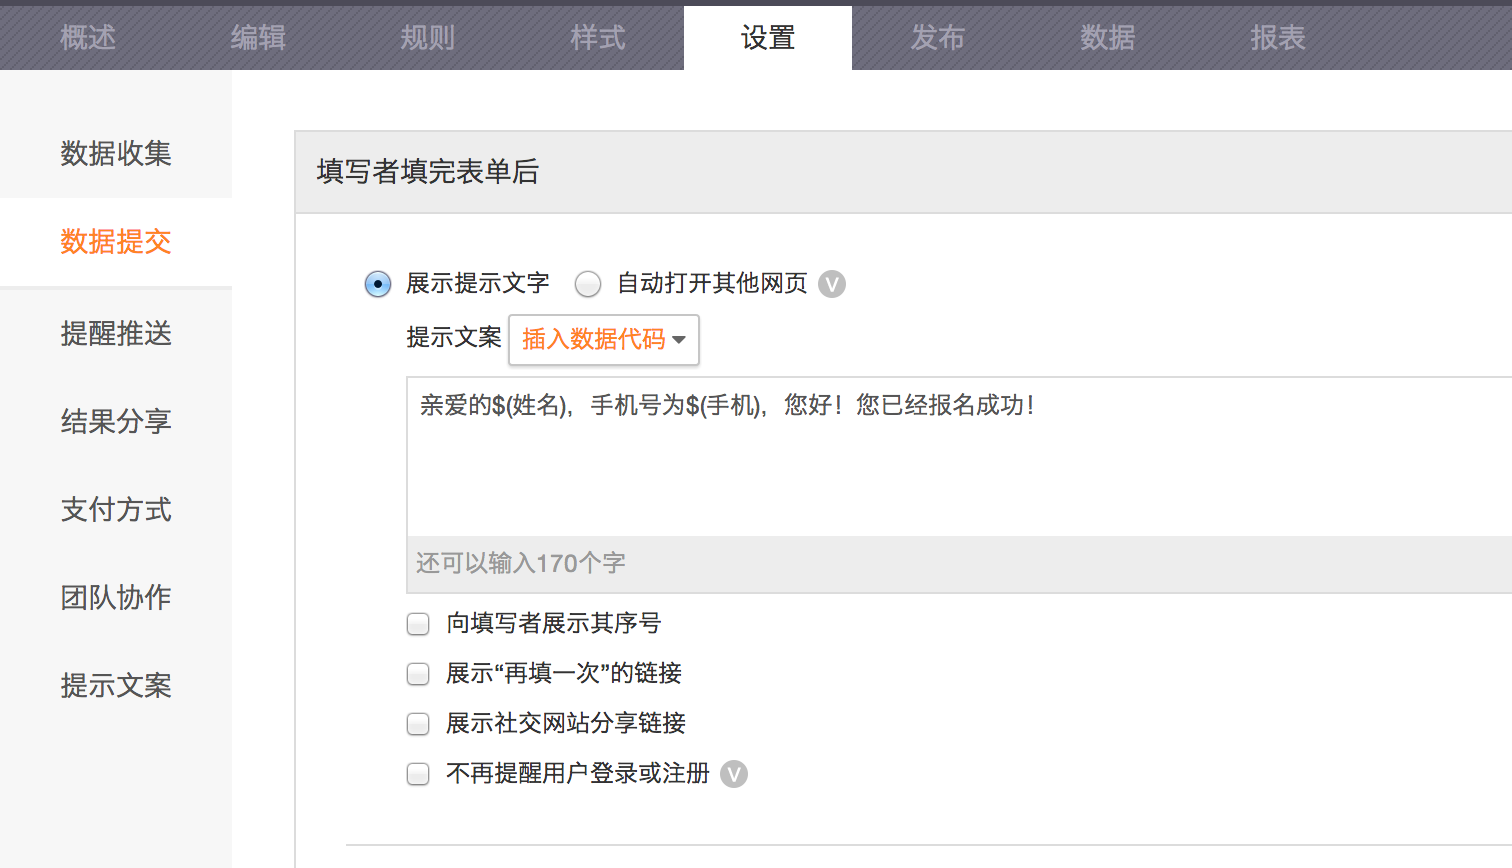 概述 编辑 规则 样式 设置 发布 数据 报表
数据收集
数据提交
提醒推送
结果分享
支付方式
团队协作
提示文案
填写者填完表单后
展示提示文字 自动打开其他网页 V
提示文案 插入数据代码
亲爱的$(姓名)，手机号为$(手机)，您好！您已经报名成功！
还可以输入170个字
向填写者展示其序号
展示“再填一次”的链接
展示社交网站分享链接
不再提醒用户登录或注册 V